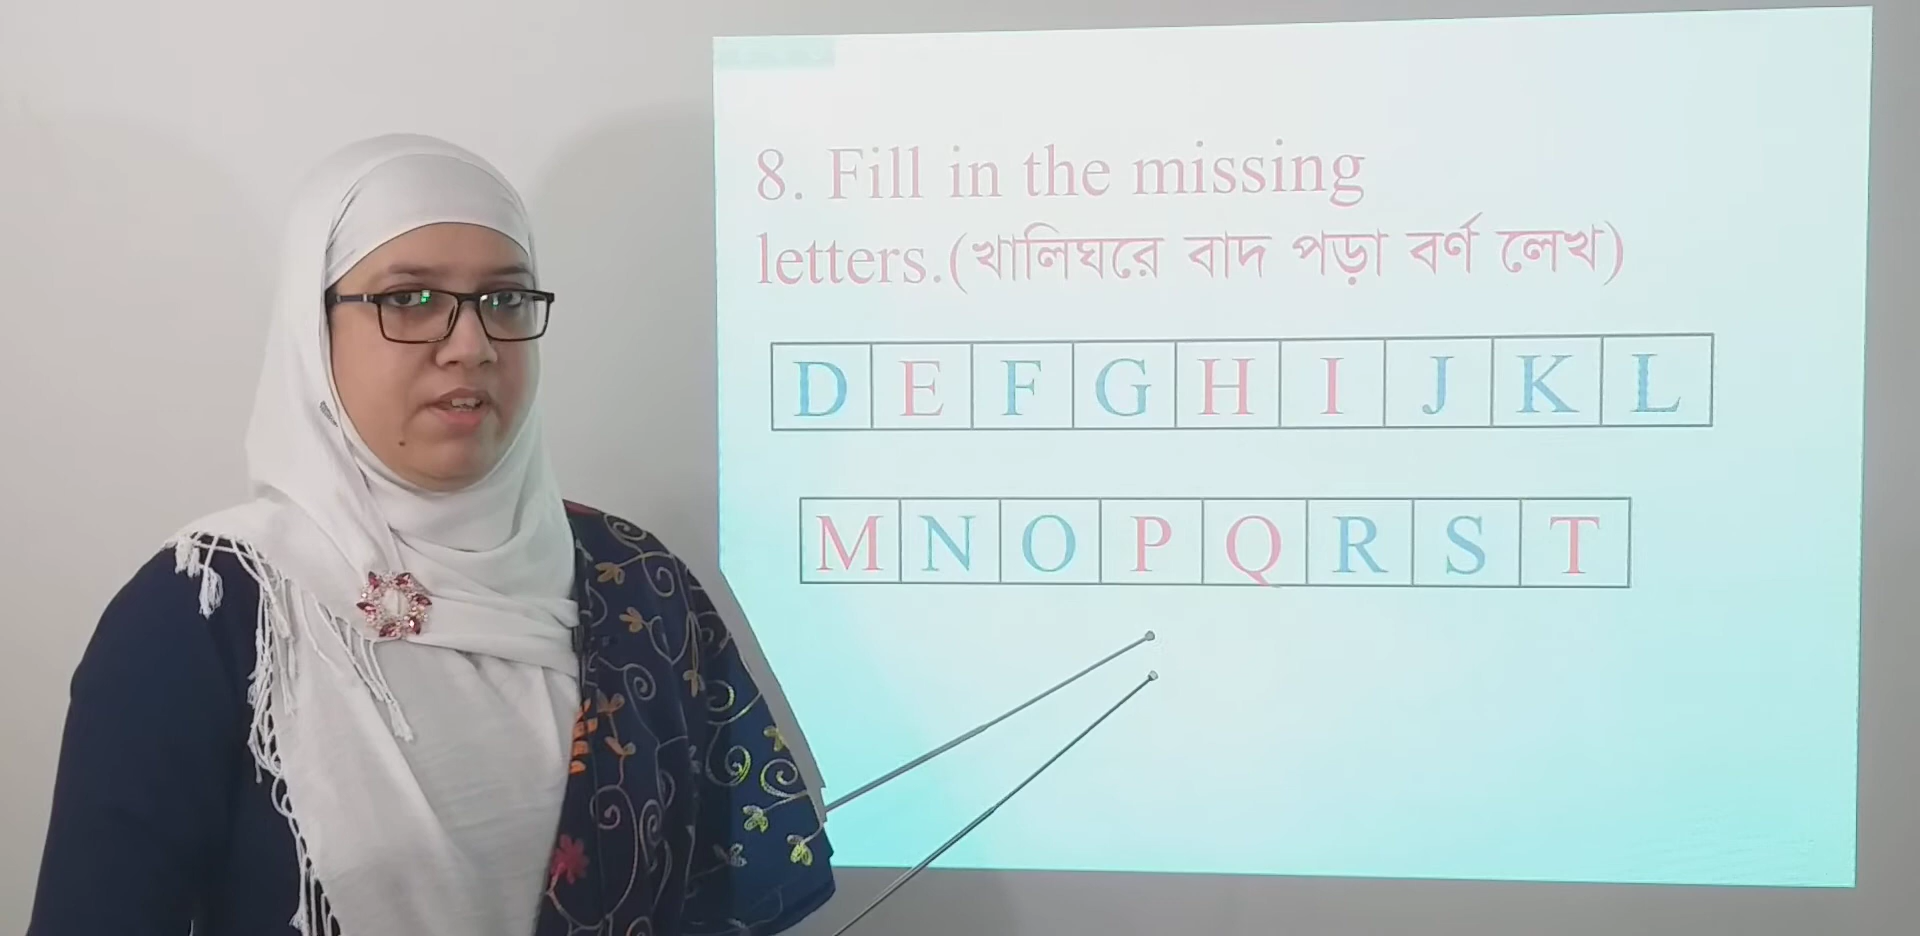 8. Fill in the missing
letters.(খালিঘরে বাদ পড়া বর্ণ লেখ)
D E F G H I J K L
M N O P Q R S T